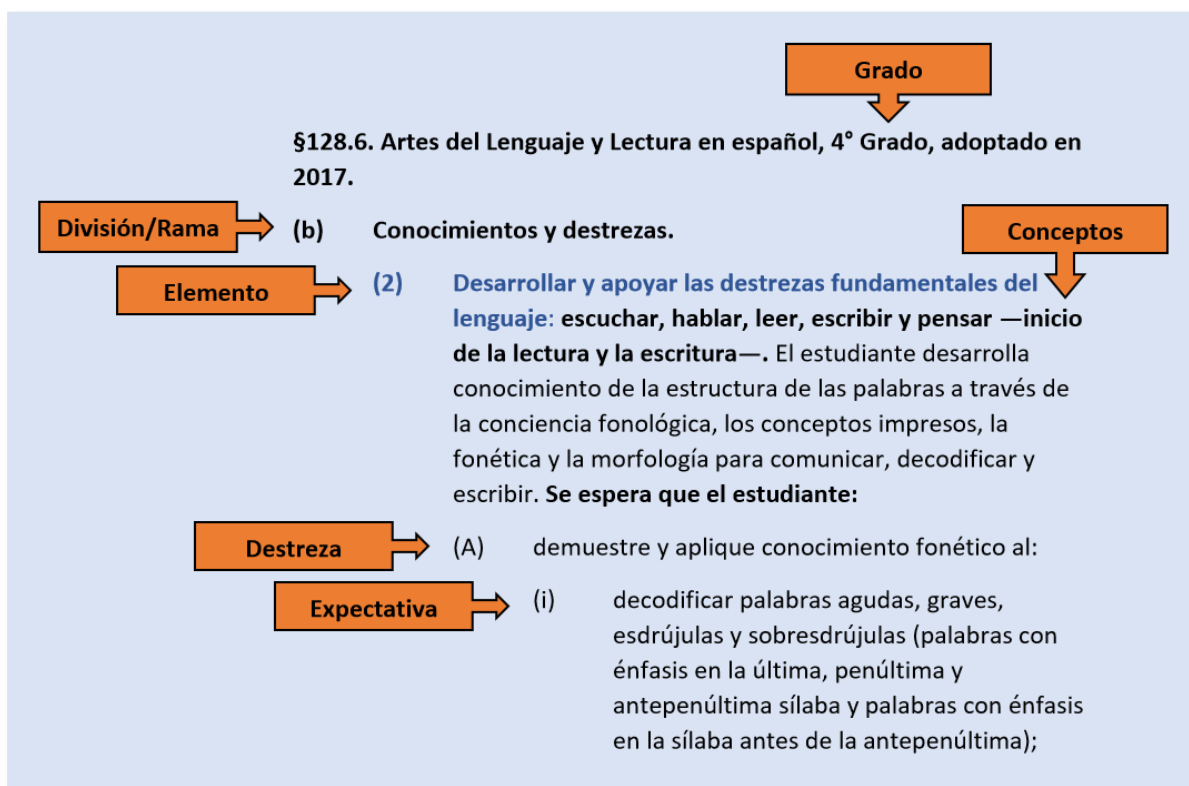 Grado
§128.6. Artes del Lenguaje y Lectura en español, 4° Grado, adoptado en
2017.
División/Rama
(b) Conocimientos y destrezas.
Conceptos
Elemento
(2) Desarrollar y apoyar las destrezas fundamentales del
lenguaje: escuchar, hablar, leer, escribir y pensar —inicio
de la lectura y la escritura—. El estudiante desarrolla
conocimiento de la estructura de las palabras a través de
la conciencia fonológica, los conceptos impresos, la
fonética y la morfología para comunicar, decodificar y
escribir. Se espera que el estudiante:
Destreza
(A) demuestre y aplique conocimiento fonético al:
Expectativa
(i) decodificar palabras agudas, graves,
esdrújulas y sobresdrújulas (palabras con
énfasis en la última, penúltima y
antepenúltima sílaba y palabras con énfasis
en la sílaba antes de la antepenúltima);